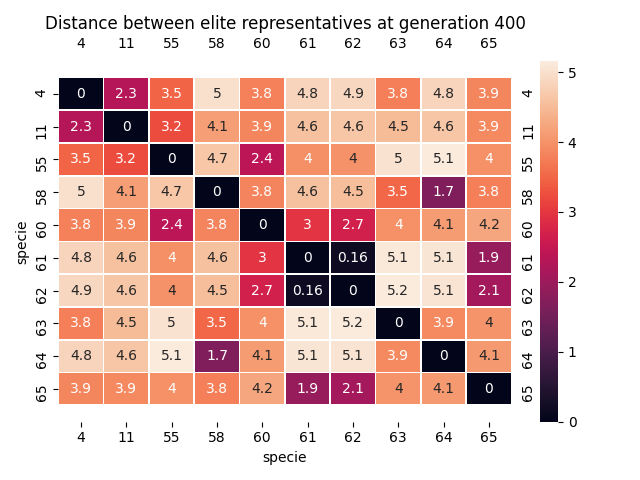 Distance between elite representatives at generation 400
4 11 55 58 60 61 62 63 64 65
4 0 2.3 3.5 5 3.8 4.8 4.9 3.8 4.8 3.9 4
11 2.3 0 3.2 4.1 3.9 4.6 4.6 4.5 4.6 3.9 11
55 3.5 3.2 0 4.7 2.4 4 4 5 5.1 4 55
58 5 4.1 4.7 0 3.8 4.6 4.5 3.5 1.7 3.8 58
60 3.8 3.9 2.4 3.8 0 3 2.7 4 4.1 4.2 60
61 4.8 4.6 4 4.6 3 0 0.16 5.1 5.1 1.9 61
62 4.9 4.6 4 4.5 2.7 0.16 0 5.2 5.1 2.1 62
63 3.8 4.5 5 3.5 4 5.1 5.2 0 3.9 4 63
64 4.8 4.6 5.1 1.7 4.1 5.1 5.1 3.9 0 4.1 64
65 3.9 3.9 4 3.8 4.2 1.9 2.1 4 4.1 0 65
4 11 55 58 60 61 62 63 64 65
specie
specie
5
4
3
2
1
0